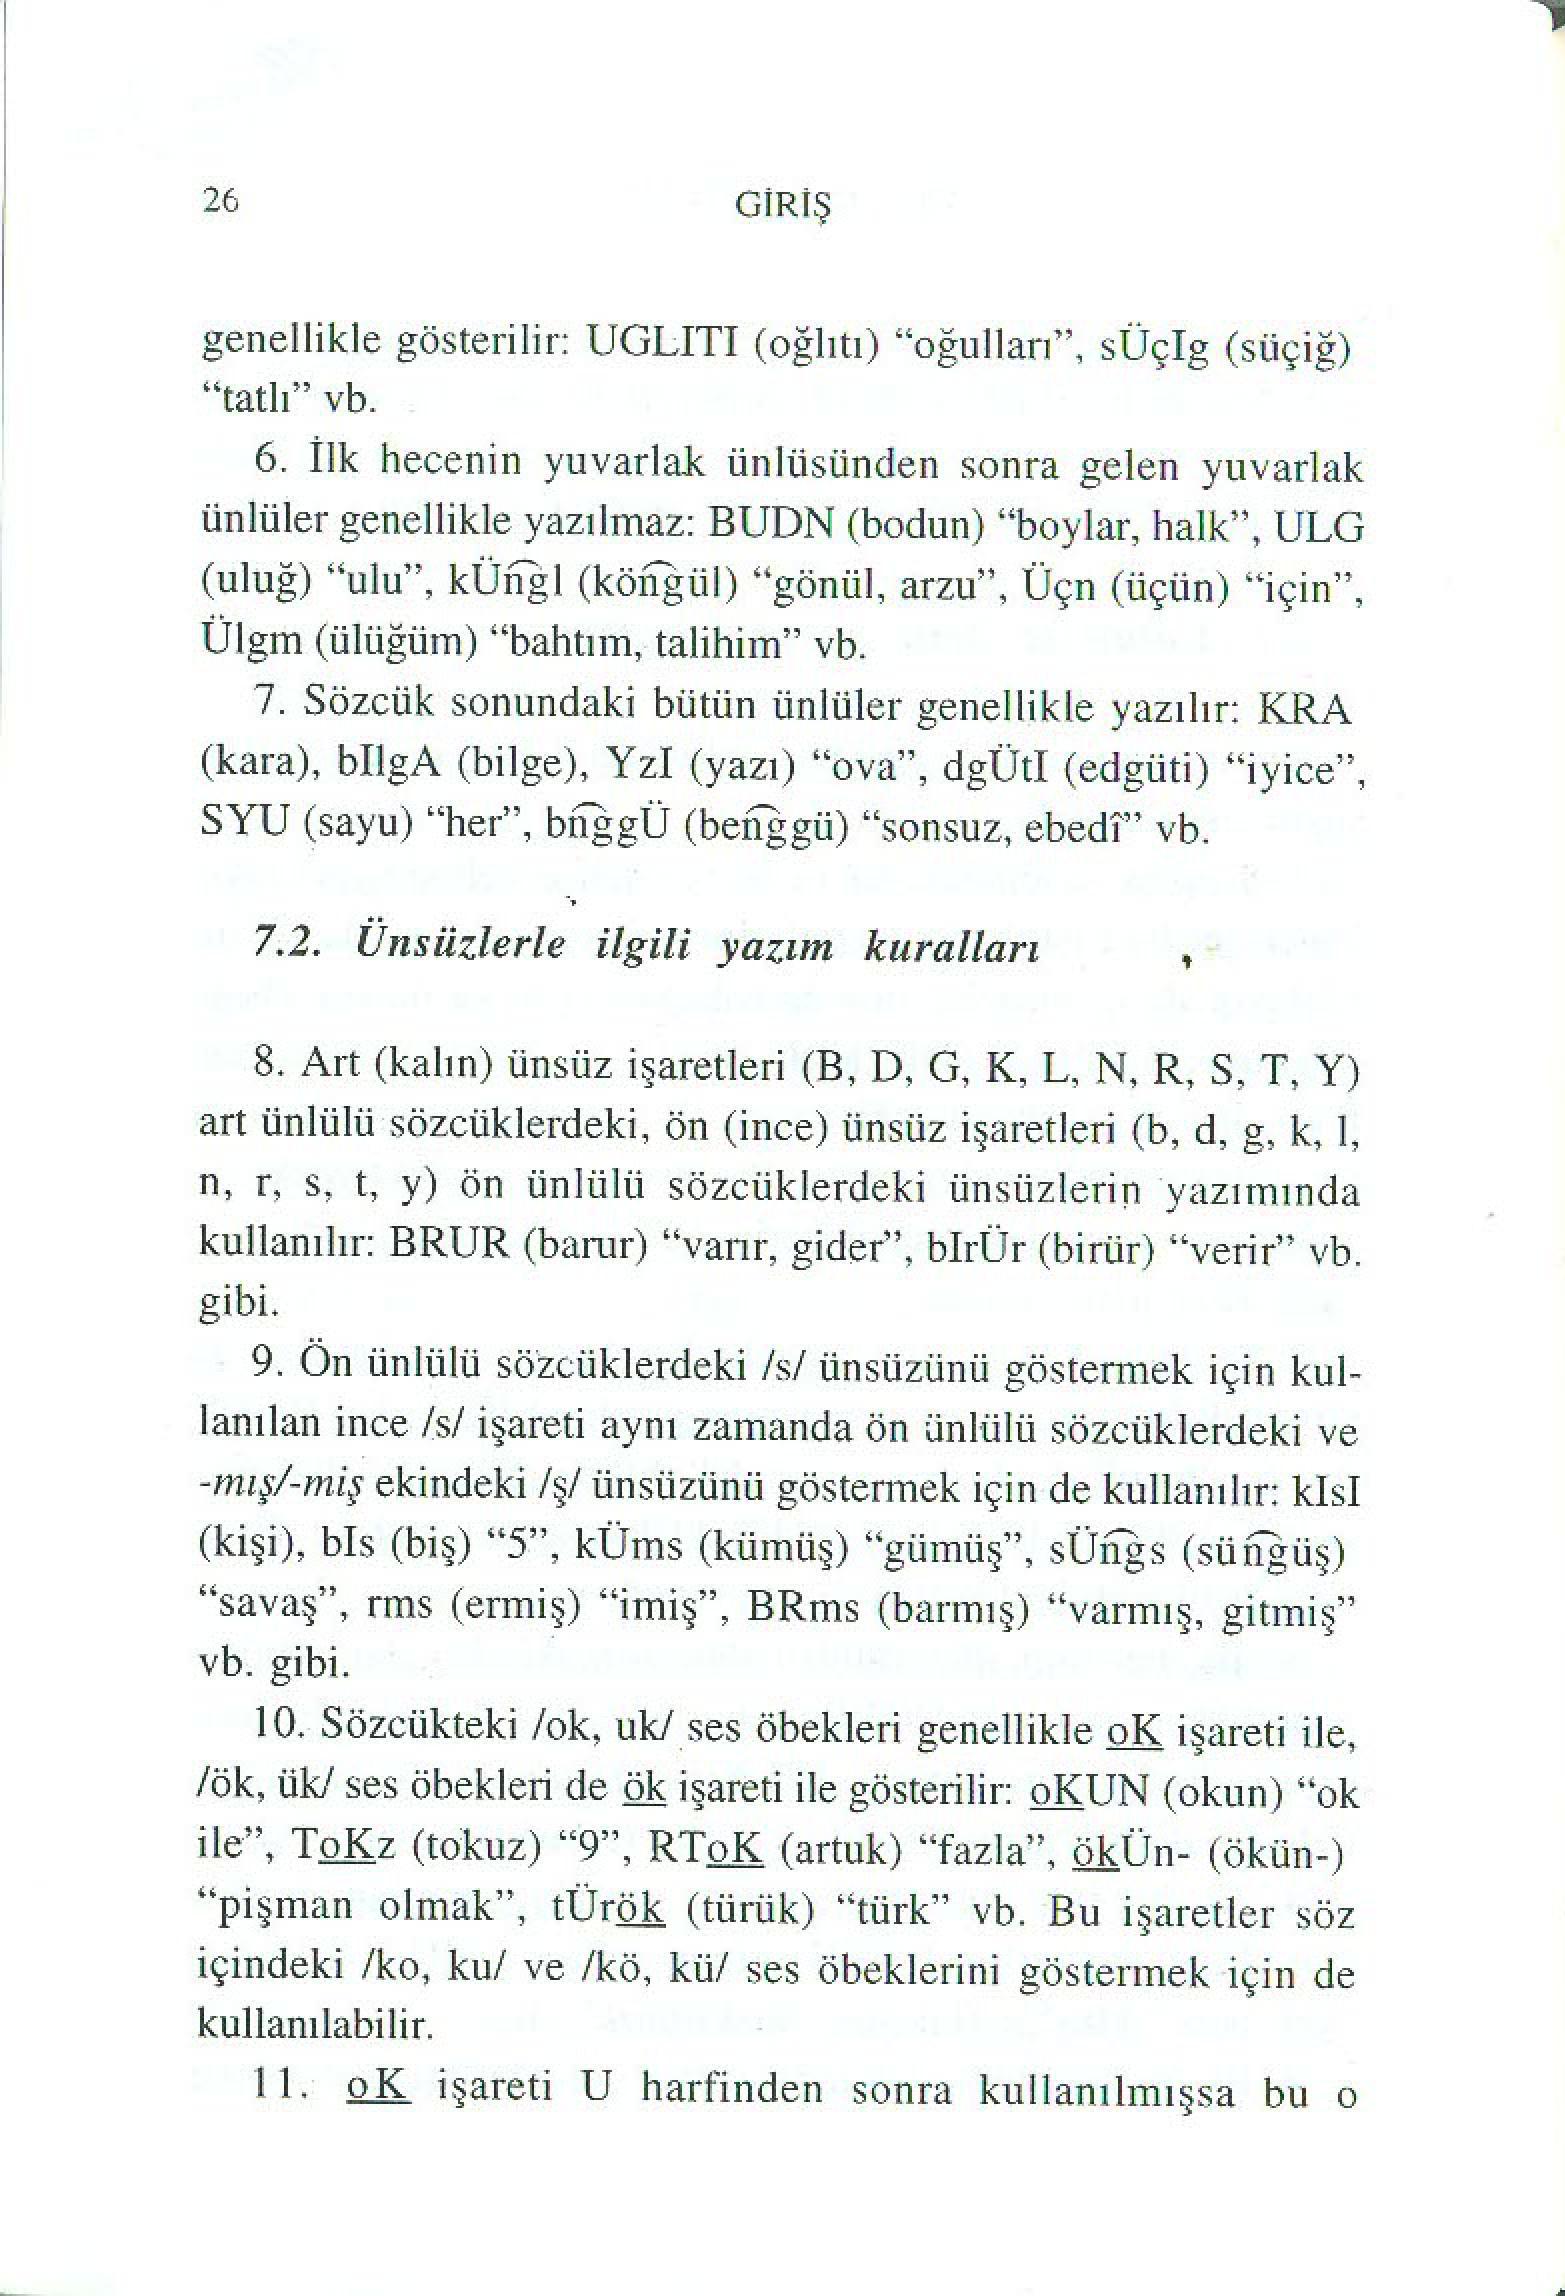 26
GİRİŞ
genellikle gösterilir: UGLITI (oğlıtı) “oğulları”, sÜçIg (süçiğ)
“tatlı” vb.
6. İlk hecenin yuvarlak ünlüsünden sonra gelen yuvarlak
ünlüler genellikle yazılmaz: BUDN (bodun) “boylar, halk”, ULG
(uluğ) “ulu”, kÜn͡gl (kön͡gül) “gönül, arzu”, Üçn (üçün) “için”,
Ülgm (ülüğüm) “bahtım, talihim” vb.
7. Sözcük sonundaki bütün ünlüler genellikle yazılır: KRA
(kara), bIlgA (bilge), YzI (yazı) “ova”, dgÜtI (edgüti) “iyice”,
SYU (sayu) “her”, bn͡ggÜ (ben͡ggü) “sonsuz, ebedî” vb.
7.2. Ünsüzlerle ilgili yazım kuralları
8. Art (kalın) ünsüz işaretleri (B, D, G, K, L, N, R, S, T, Y)
art ünlülü sözcüklerdeki, ön (ince) ünsüz işaretleri (b, d, g, k, l,
n, r, s, t, y) ön ünlülü sözcüklerdeki ünsüzlerin yazımında
kullanılır: BRUR (barur) “varır, gider”, bIrÜr (birür) “verir” vb.
gibi.
9. Ön ünlülü sözcüklerdeki /s/ ünsüzünü göstermek için kul-
lanılan ince /s/ işareti aynı zamanda ön ünlülü sözcüklerdeki ve
-mış/-miş ekindeki /ş/ ünsüzünü göstermek için de kullanılır: kIsI
(kişi), bIs (biş) “5”, kÜms (kümüş) “gümüş”, sÜn͡gs (sün͡güş)
“savaş”, rms (ermiş) “imiş”, BRms (barmış) “varmış, gitmiş”
vb. gibi.
10. Sözcükteki /ok, uk/ ses öbekleri genellikle oK işareti ile,
/ök, ük/ ses öbekleri de ök işareti ile gösterilir: oKUN (okun) “ok
ile”, ToKz (tokuz) “9”, RToK (artuk) “fazla”, ökÜn- (ökün-)
“pişman olmak”, tÜrök (türük) “türk” vb. Bu işaretler söz
içindeki /ko, ku/ ve /kö, kü/ ses öbeklerini göstermek için de
kullanılabilir.
11. oK işareti U harfinden sonra kullanılmışsa bu o